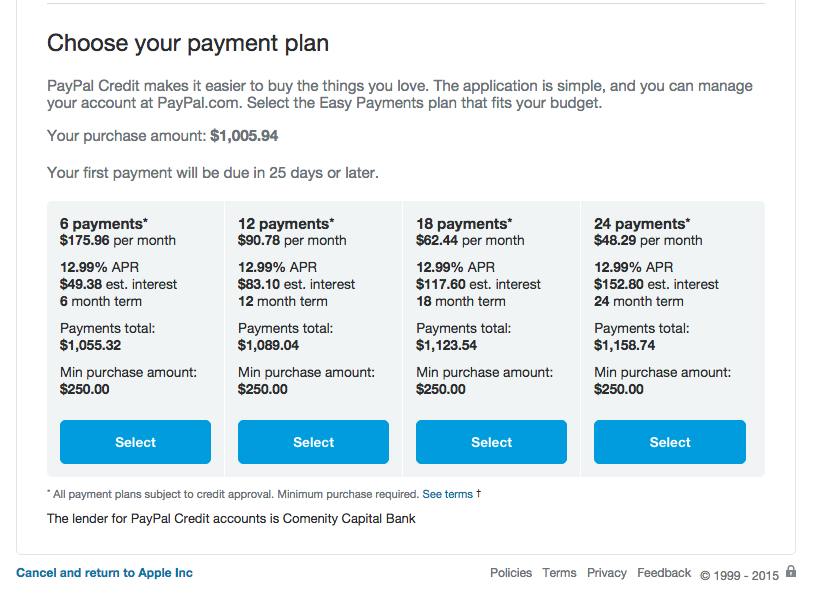 Choose your payment plan
PayPal Credit makes it easier to buy the things you love. The application is simple, and you can manage
your account at PayPal.com. Select the Easy Payments plan that fits your budget.
Your purchase amount: $1,005.94
Your first payment will be due in 25 days or later.
6 payments*
$175.96 per month
12.99% APR
$49.38 est. interest
6 month term
Payments total:
$1,055.32
Min purchase amount:
$250.00
Select
12 payments*
$90.78 per month
12.99% APR
$83.10 est. interest
12 month term
Payments total:
$1,089.04
Min purchase amount:
$250.00
Select
18 payments*
$62.44 per month
12.99% APR
$117.60 est. interest
18 month term
Payments total:
$1,123.54
Min purchase amount:
$250.00
Select
24 payments*
$48.29 per month
12.99% APR
$152.80 est. interest
24 month term
Payments total:
$1,158.74
Min purchase amount:
$250.00
Select
* All payment plans subject to credit approval. Minimum purchase required. See terms †
The lender for PayPal Credit accounts is Comenity Capital Bank
Cancel and return to Apple Inc
Policies Terms Privacy Feedback © 1999 - 2015